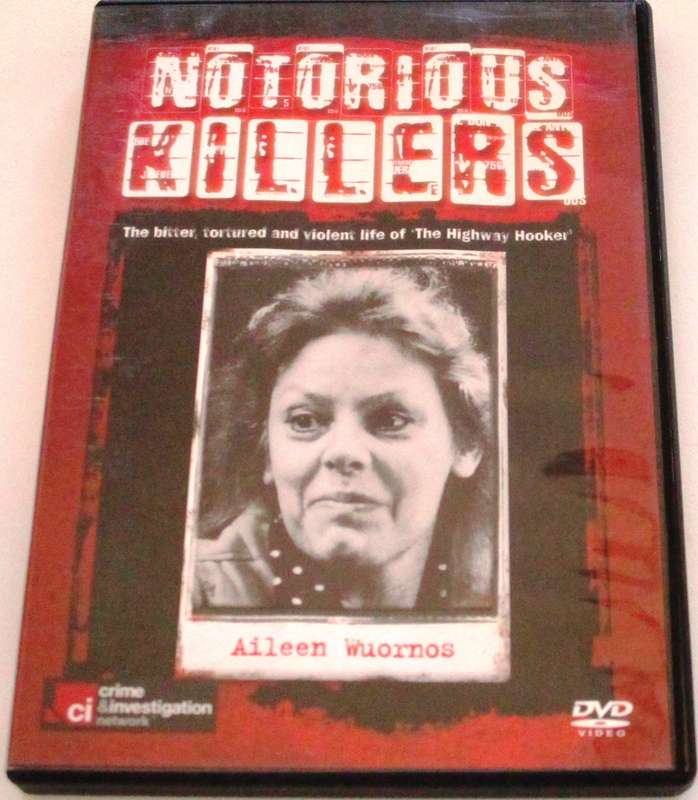 NOTORIOUS
KILLERS
The bitter, tortured and violent life of 'The Highway Hooker'
Aileen Wuornos
ci
crime
&investigation
network
DVD
VIDEO